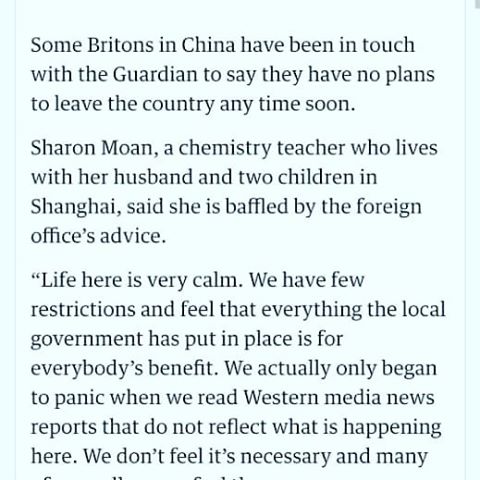 Some Britons in China have been in touch
with the Guardian to say they have no plans
to leave the country any time soon.
Sharon Moan, a chemistry teacher who lives
with her husband and two children in
Shanghai, said she is baffled by the foreign
office’s advice.
“Life here is very calm. We have few
restrictions and feel that everything the local
government has put in place is for
everybody’s benefit. We actually only began
to panic when we read Western media news
reports that do not reflect what is happening
here. We don’t feel it’s necessary and many